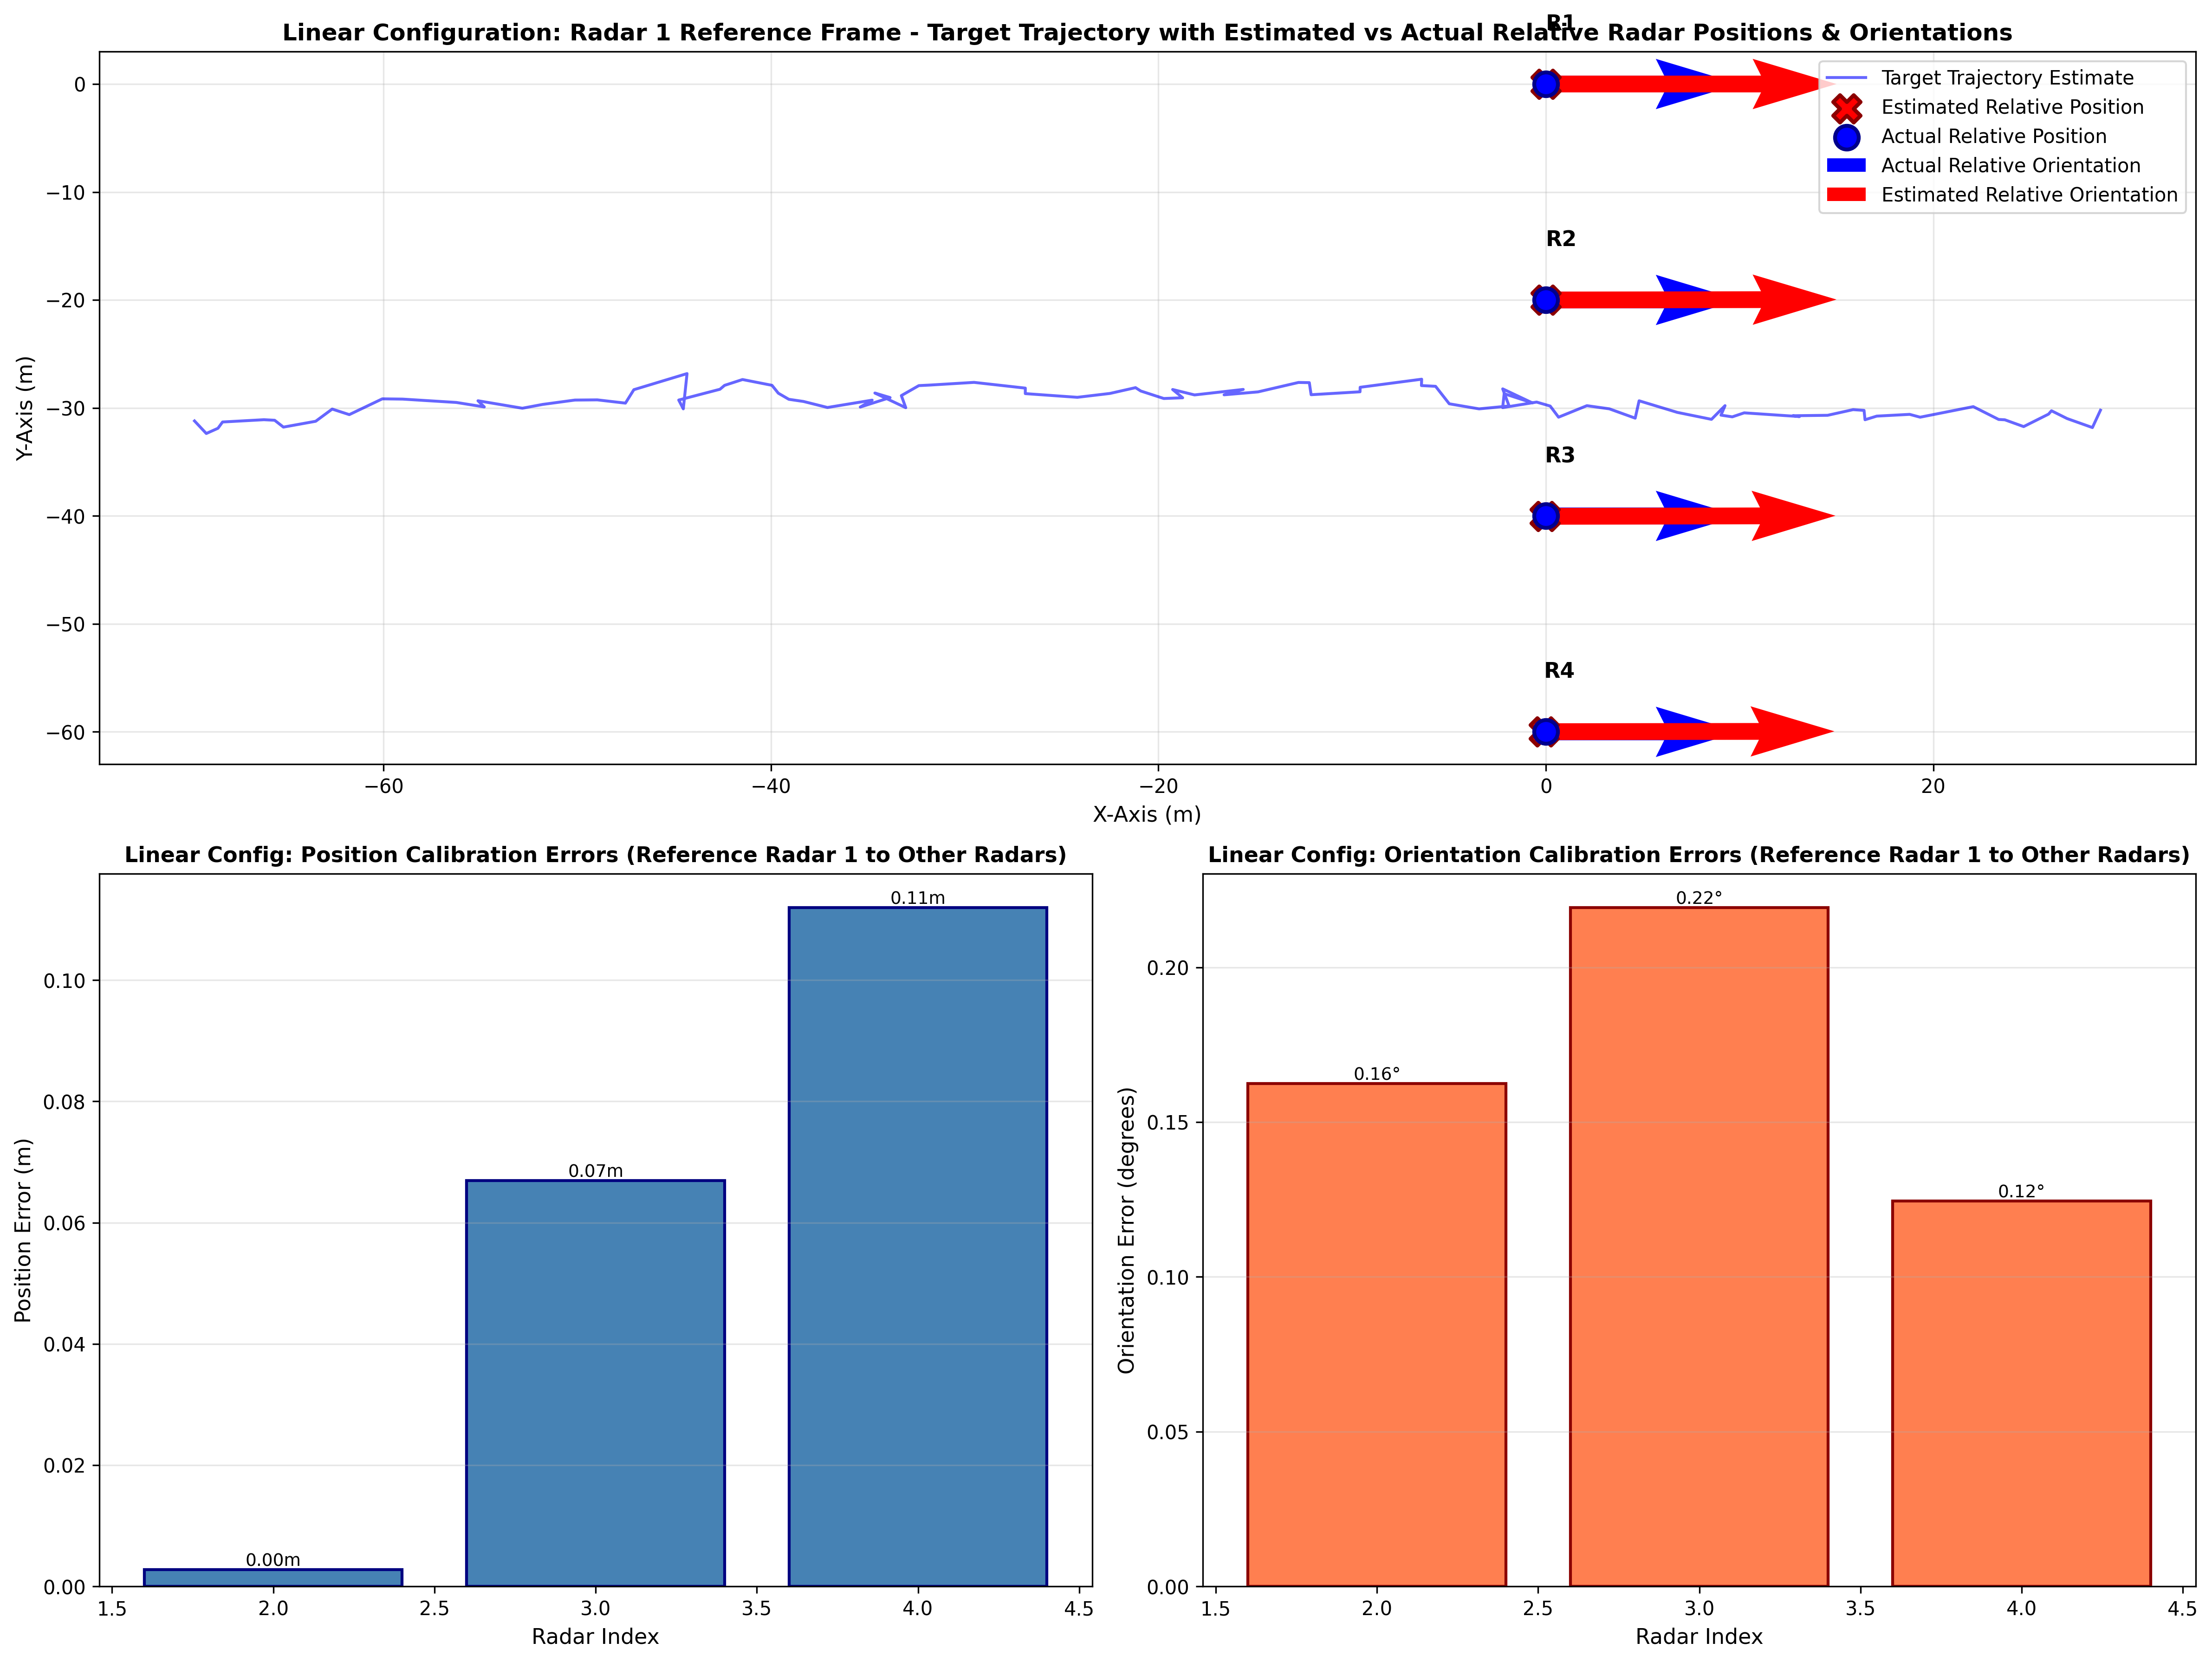 R1
Linear Configuration: Radar 1 Reference Frame - Target Trajectory with Estimated vs Actual Relative Radar Positions & Orientations
Target Trajectory Estimate
Estimated Relative Position
Actual Relative Position
Actual Relative Orientation
Estimated Relative Orientation
R2
R3
R4
Y-Axis (m)
0
−10
−20
−30
−40
−50
−60
−60
−40
−20
0
20
X-Axis (m)
Linear Config: Position Calibration Errors (Reference Radar 1 to Other Radars)
Position Error (m)
0.10
0.08
0.06
0.04
0.02
0.00
0.00m
0.07m
0.11m
1.5
2.0
2.5
3.0
3.5
4.0
4.5
Radar Index
Linear Config: Orientation Calibration Errors (Reference Radar 1 to Other Radars)
Orientation Error (degrees)
0.20
0.15
0.10
0.05
0.00
0.16°
0.22°
0.12°
1.5
2.0
2.5
3.0
3.5
4.0
4.5
Radar Index